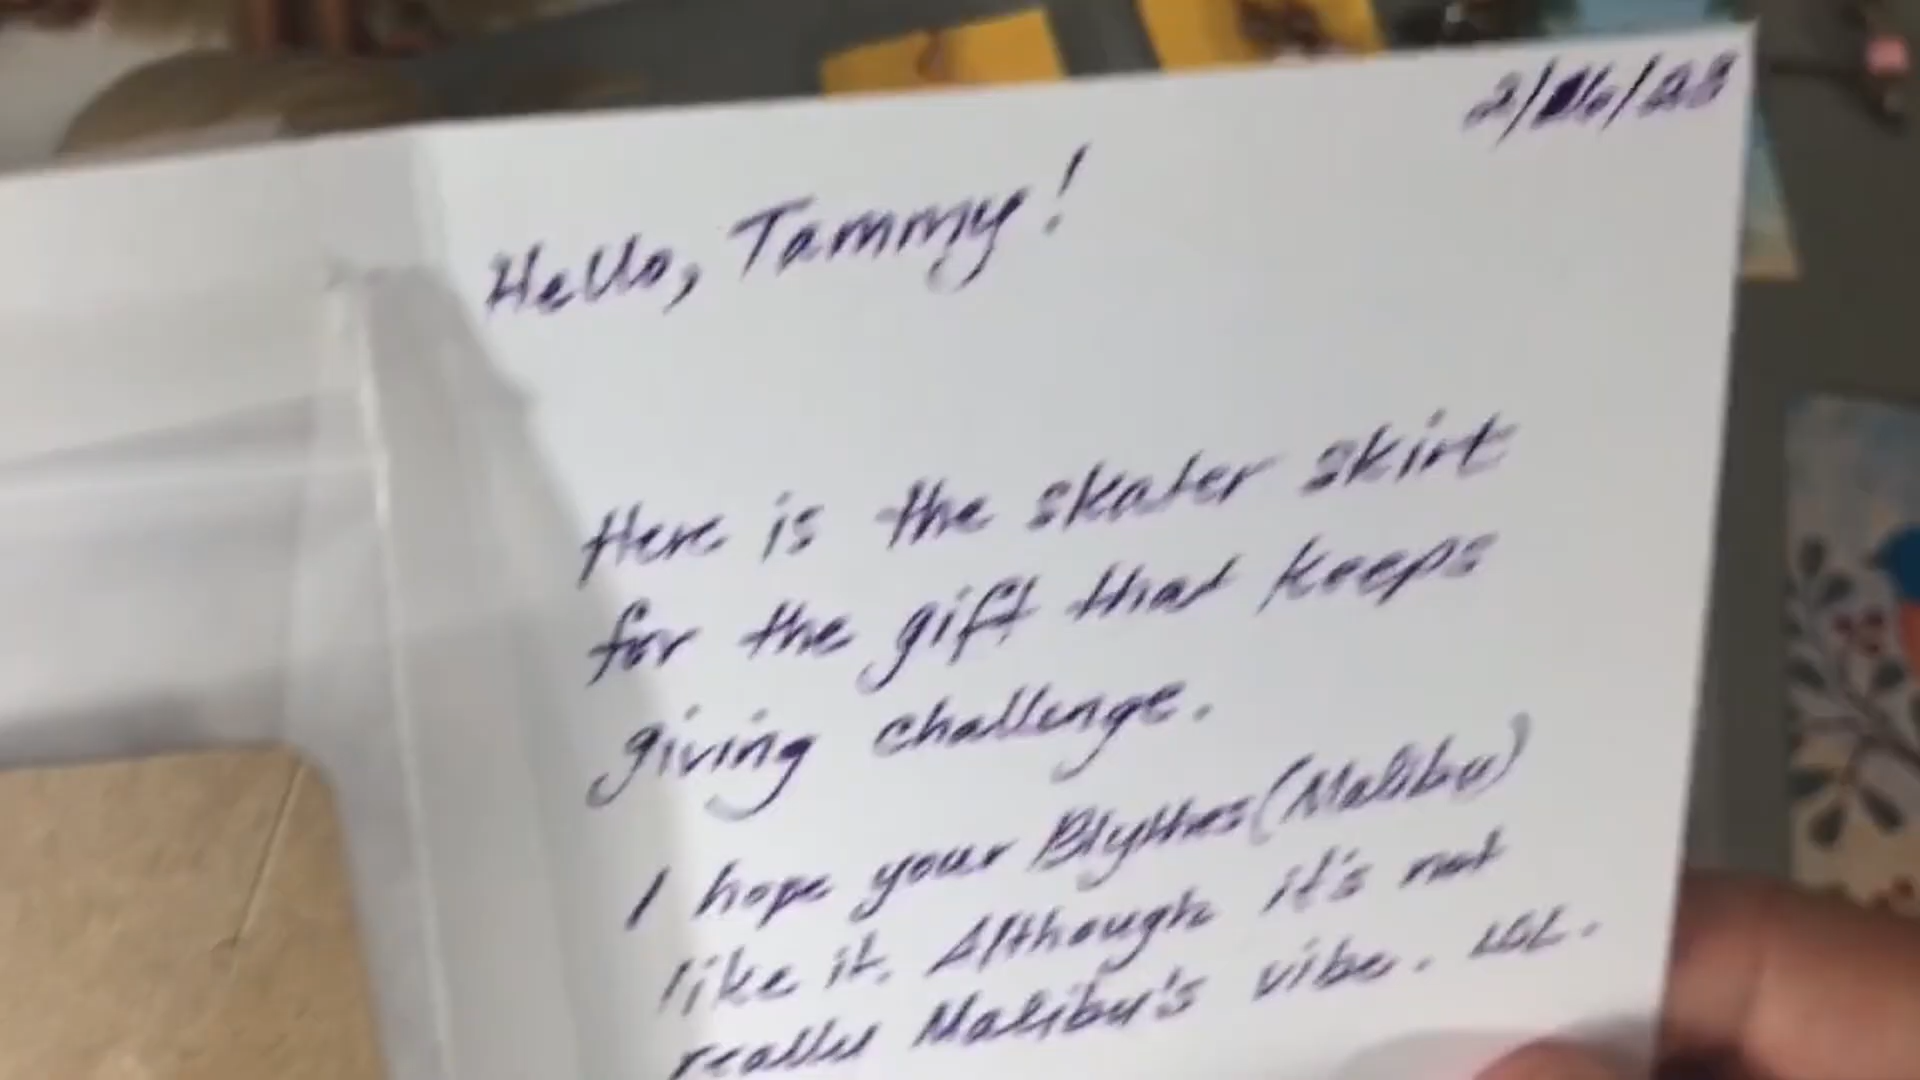 Hello, Tammy!
Here is the skater skirt
for the gift that keeps
giving challenge.
I hope your Blythes (Malibu)
like it. Although it's not
really Malibu's vibe. LOL.